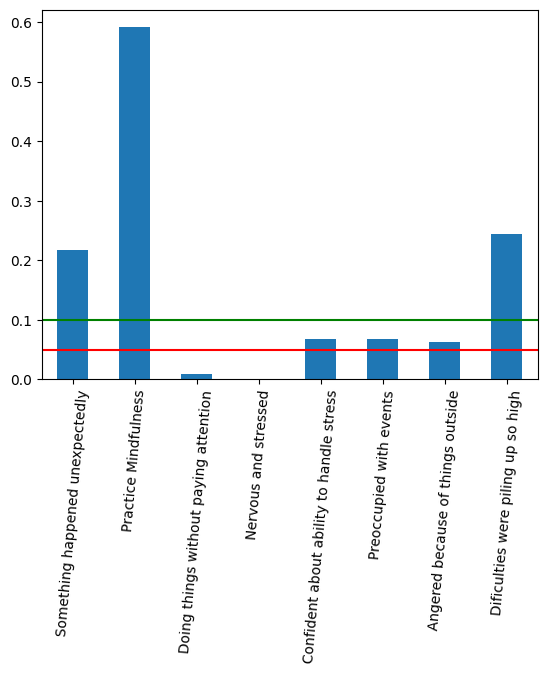 0.6
0.5
0.4
0.3
0.2
0.1
0.0
Something happened unexpectedly
Practice Mindfulness
Doing things without paying attention
Nervous and stressed
Confident about ability to handle stress
Preoccupied with events
Angered because of things outside
Dificulties were piling up so high